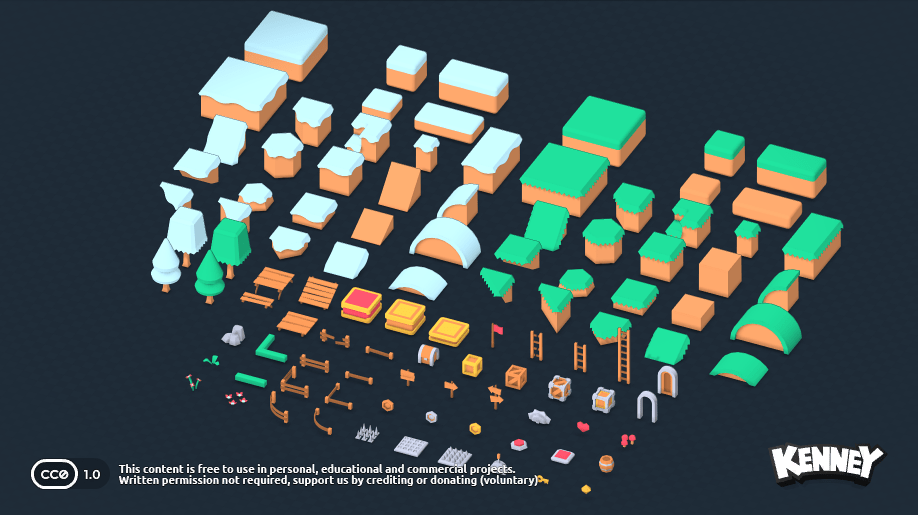 CC0 1.0
This content is free to use in personal, educational and commercial projects.
Written permission not required, support us by crediting or donating (voluntary)
KENNEY